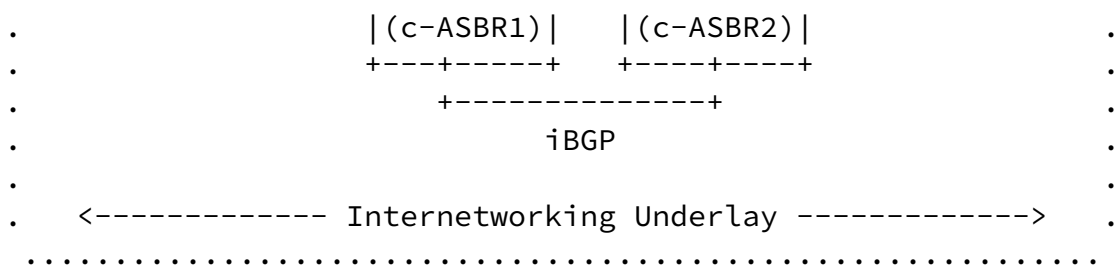 .                   |(c-ASBR1)|   |(c-ASBR2)|                .
.                   +---+-----+   +----+----+                .
.                       +--------------+                     .
.                             iBGP                           .
.                                                            .
.   <------------- Internetworking Underlay ------------->   .
 ............................................................